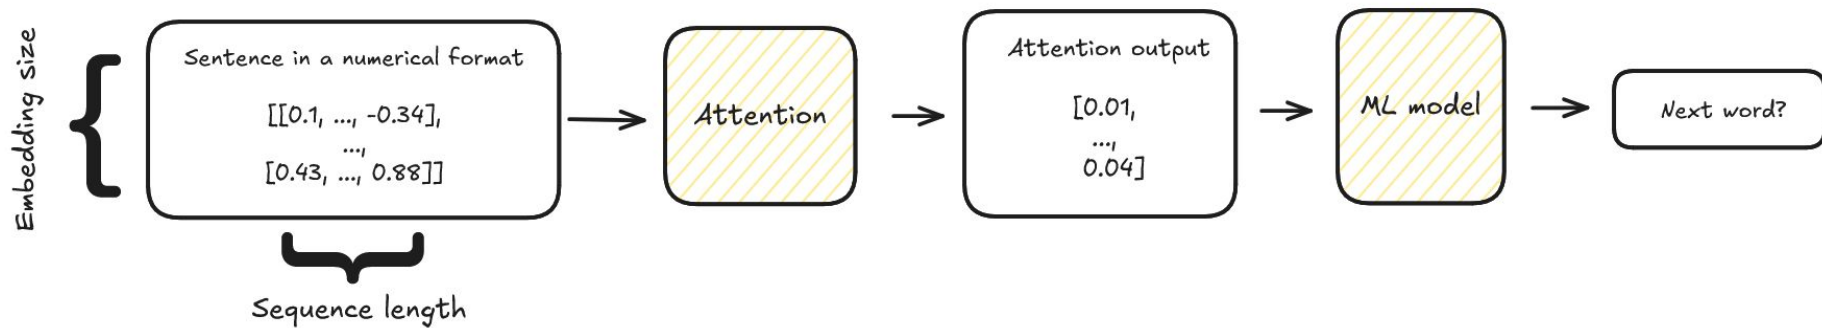 Embedding size
Sentence in a numerical format
[[0.1, ..., -0.34],
...,
[0.43, ..., 0.88]]
Sequence length
Attention
Attention output
[0.01,
...,
0.04]
ML model
Next word?